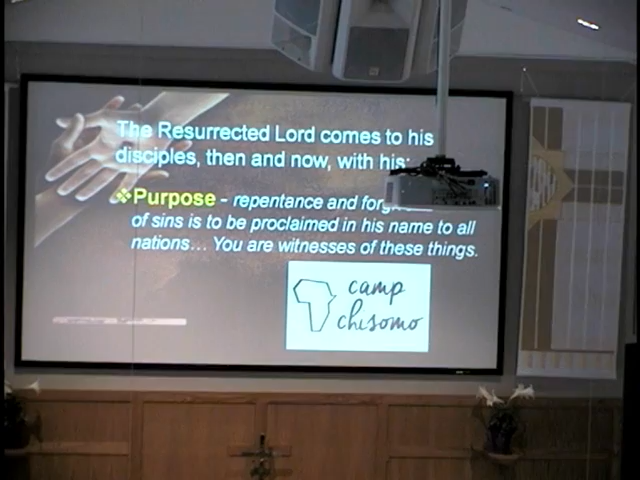 The Resurrected Lord comes to his
disciples, then and now, with his:
❖Purpose - repentance and
of sins is to be proclaimed in his name to all
nations... You are witnesses of these things.
camp
chisomo